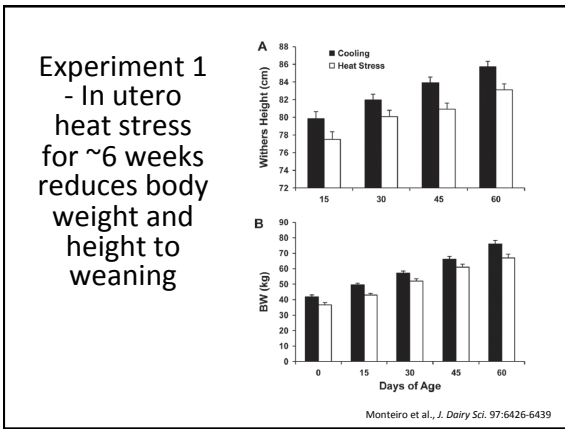 Experiment 1
- In utero
heat stress
for ~6 weeks
reduces body
weight and
height to
weaning
A
Cooling
Heat Stress
Withers Height (cm)
88
86
84
82
80
78
76
74
72
15 30 45 60
B
BW (kg)
90
80
70
60
50
40
30
20
10
0
0 15 30 45 60
Days of Age
Monteiro et al., J. Dairy Sci. 97:6426-6439